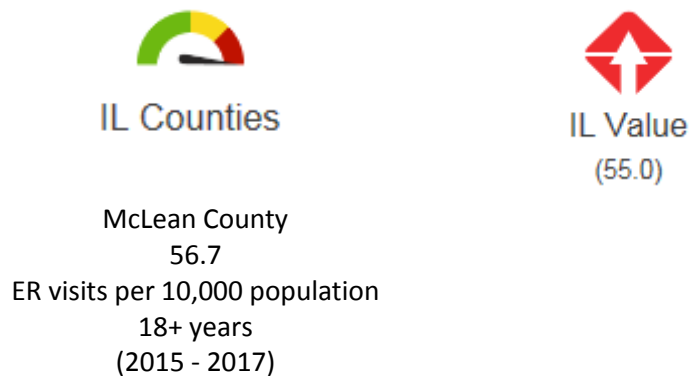 IL Counties
IL Value
(55.0)
McLean County
56.7
ER visits per 10,000 population
18+ years
(2015 - 2017)